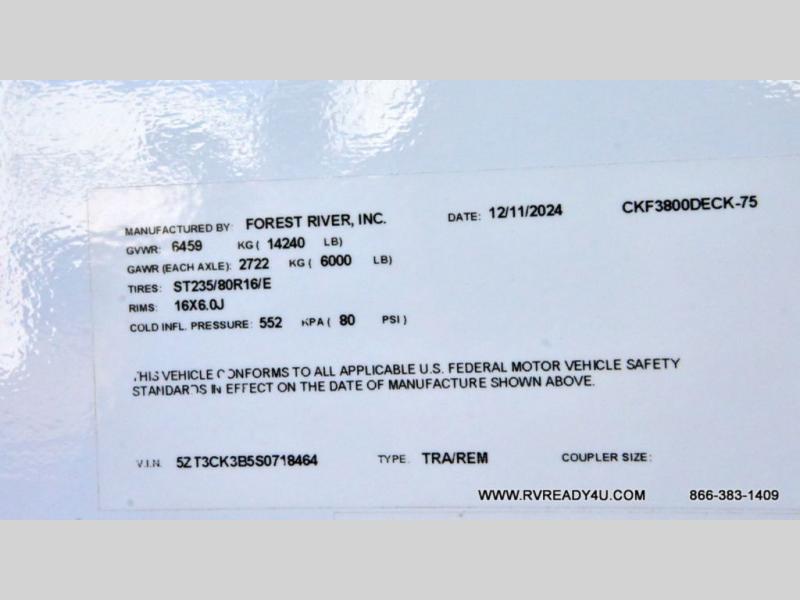 MANUFACTURED BY: FOREST RIVER, INC. DATE: 12/11/2024 CKF3800DECK-75
GVWR: 6459 KG ( 14240 LB)
GAWR (EACH AXLE): 2722 KG ( 6000 LB)
TIRES: ST235/80R16/E
RIMS: 16X6.0J
COLD INFL. PRESSURE: 552 KPA ( 80 PSI )
THIS VEHICLE CONFORMS TO ALL APPLICABLE U.S. FEDERAL MOTOR VEHICLE SAFETY
STANDARDS IN EFFECT ON THE DATE OF MANUFACTURE SHOWN ABOVE.
V.I.N. 5ZT3CK3B5S0718464 TYPE. TRA/REM COUPLER SIZE:
WWW.RVREADY4U.COM 866-383-1409